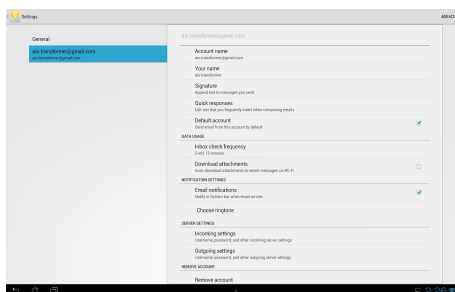 Settings
ADD ACC
General
aio.transformer@gmail.com
aio.transformer@gmail.com
aio.transformer@gmail.com
Account name
aio.transformer@gmail.com
Your name
aio.transformer
Signature
Append text to messages you send
Quick responses
Edit text that you frequently insert when composing emails
Default account
Send email from this account by default
DATA USAGE
Inbox check frequency
Every 15 minutes
Download attachments
Auto-download attachments to recent messages via Wi-Fi
NOTIFICATION SETTINGS
Email notifications
Notify in System bar when email arrives
Choose ringtone
SERVER SETTINGS
Incoming settings
Username, password, and other incoming server settings
Outgoing settings
Username, password, and other outgoing server settings
REMOVE ACCOUNT
Remove account
2:26